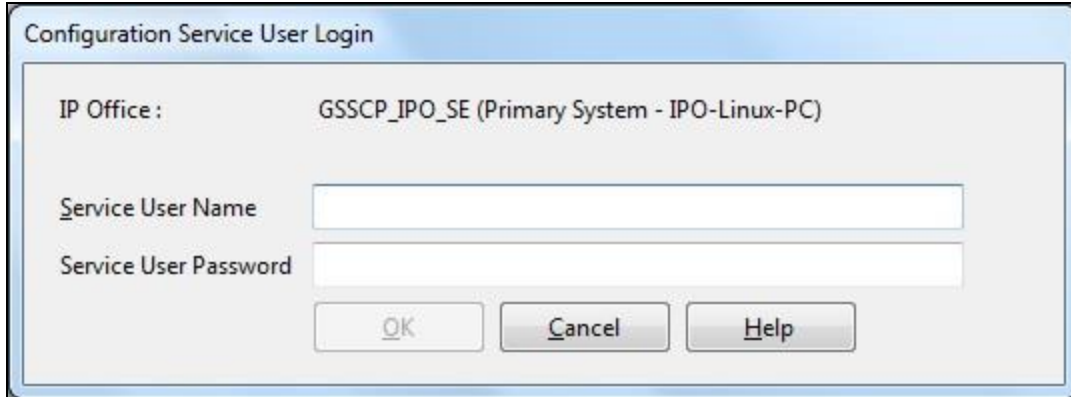 Configuration Service User Login
IP Office : GSSCP_IPO_SE (Primary System - IPO-Linux-PC)
Service User Name
Service User Password
OK Cancel Help